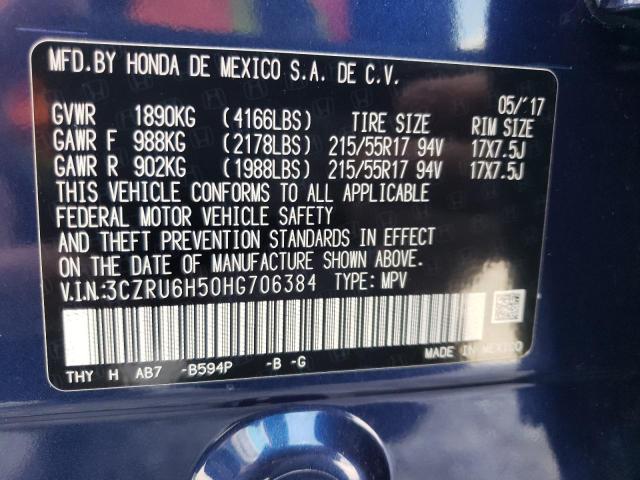 MFD.BY HONDA DE MEXICO S.A. DE C.V.
05/'17
GVWR 1890KG (4166LBS) TIRE SIZE RIM SIZE
GAWR F 988KG (2178LBS) 215/55R17 94V 17X7.5J
GAWR R 902KG (1988LBS) 215/55R17 94V 17X7.5J
THIS VEHICLE CONFORMS TO ALL APPLICABLE
FEDERAL MOTOR VEHICLE SAFETY
AND THEFT PREVENTION STANDARDS IN EFFECT
ON THE DATE OF MANUFACTURE SHOWN ABOVE.
V.I.N.:3CZRU6H50HG706384 TYPE: MPV
MADE IN MEXICO
THY H AB7 -B594P -B -G